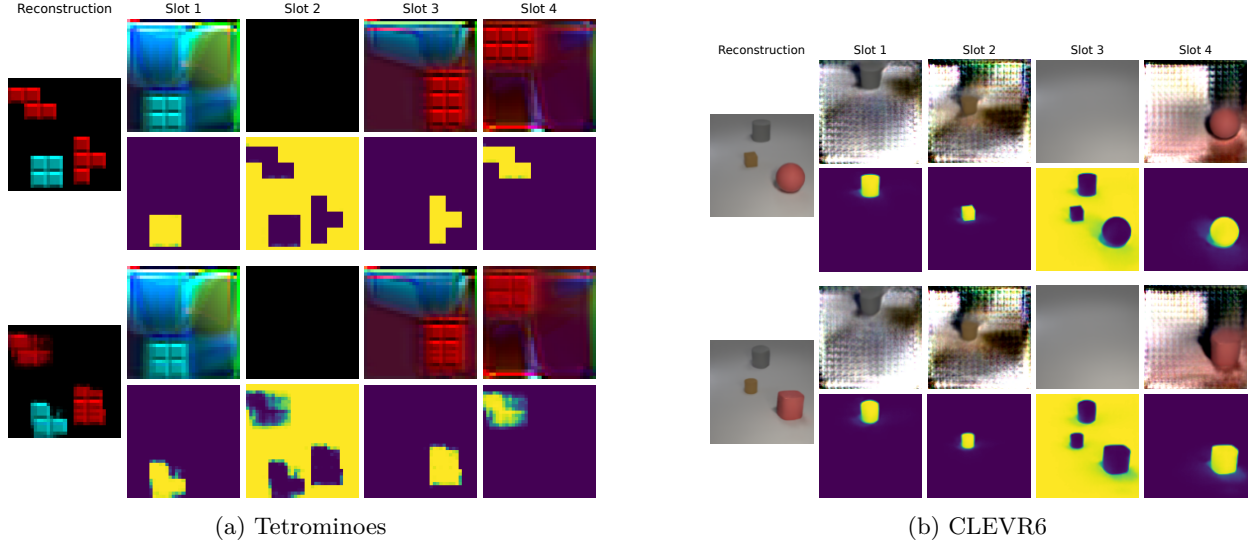 Reconstruction Slot 1 Slot 2 Slot 3 Slot 4
Reconstruction Slot 1 Slot 2 Slot 3 Slot 4
(a) Tetrominoes
(b) CLEVR6